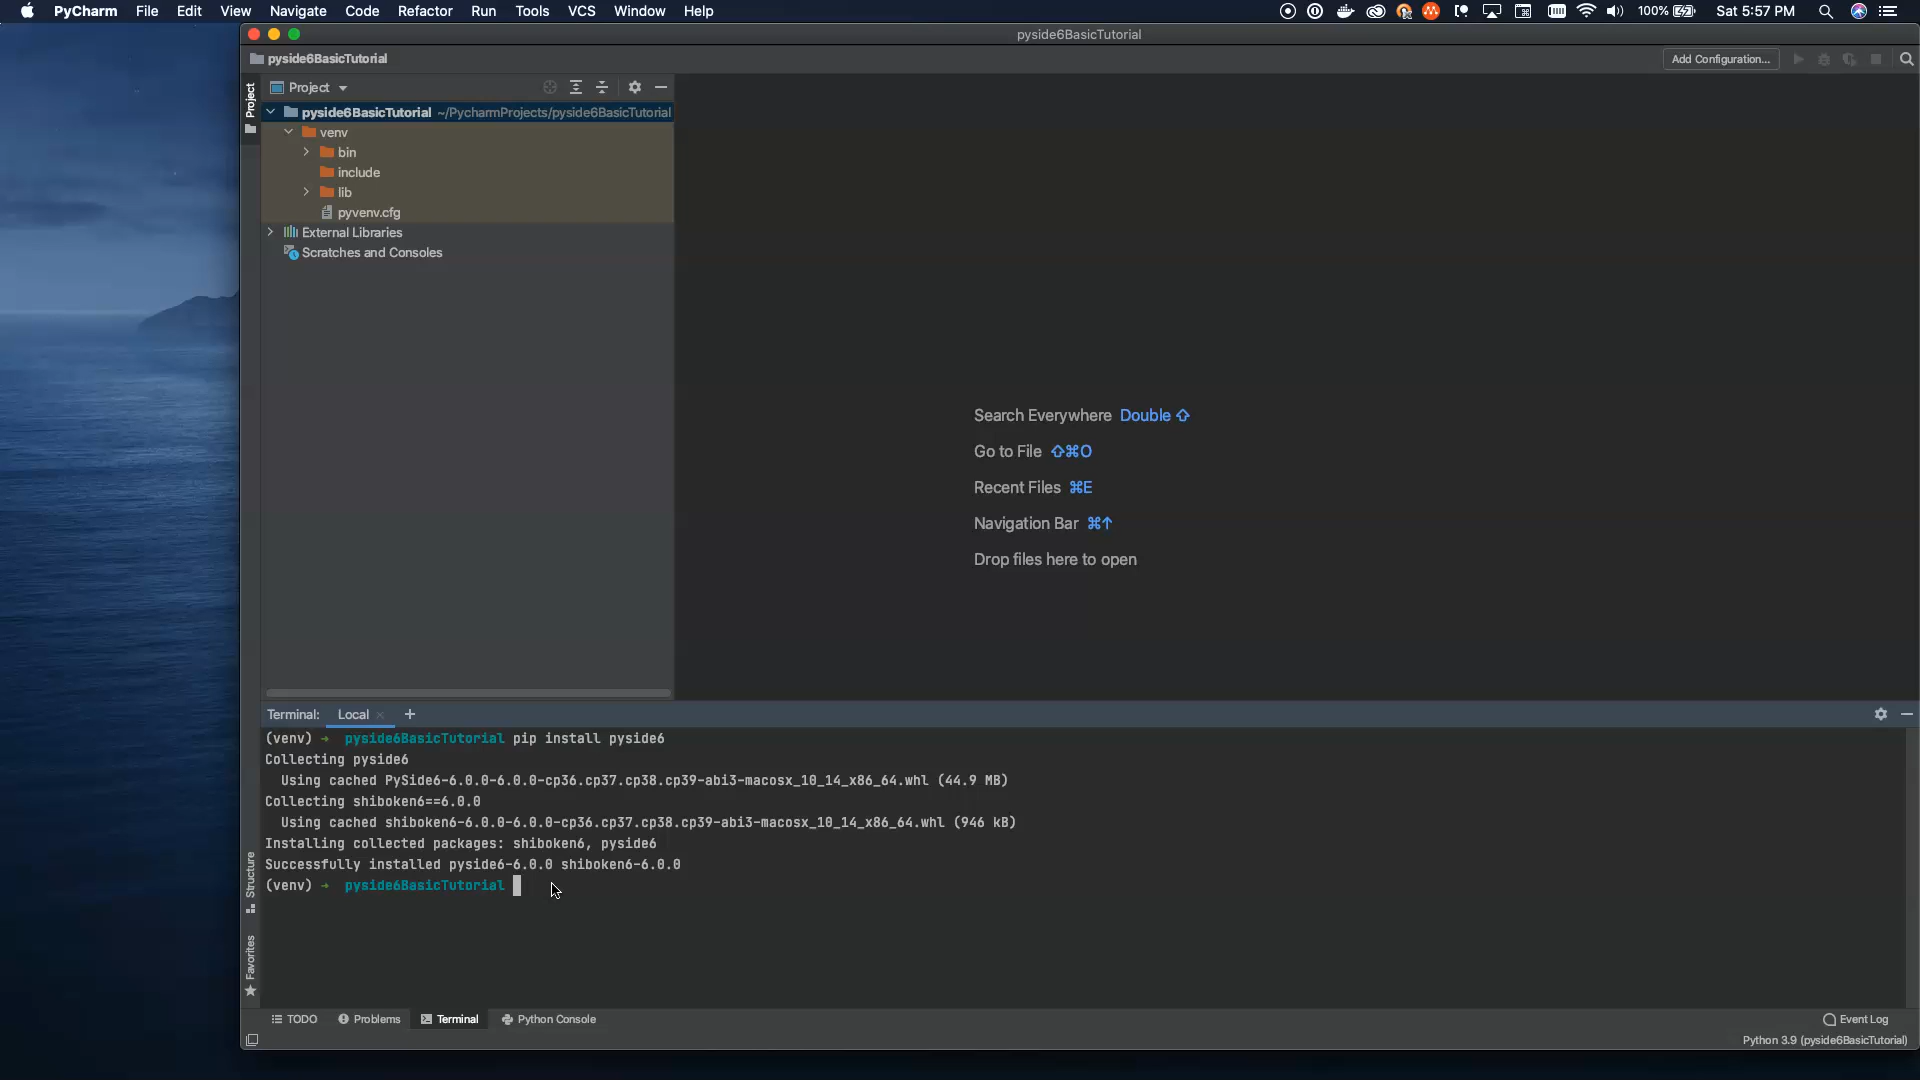 PyCharm File Edit View Navigate Code Refactor Run Tools VCS Window Help 100% Sat 5:57 PM
pyside6BasicTutorial
pyside6BasicTutorial Add Configuration...
Project
Project
pyside6BasicTutorial ~/PycharmProjects/pyside6BasicTutorial
venv
bin
include
lib
pyvenv.cfg
External Libraries
Scratches and Consoles
Search Everywhere Double ⇧
Go to File ⇧⌘O
Recent Files ⌘E
Navigation Bar ⌘↑
Drop files here to open
Terminal: Local × +
(venv) → pyside6BasicTutorial pip install pyside6
Collecting pyside6
Using cached PySide6-6.0.0-6.0.0-cp36.cp37.cp38.cp39-abi3-macosx_10_14_x86_64.whl (44.9 MB)
Collecting shiboken6==6.0.0
Using cached shiboken6-6.0.0-6.0.0-cp36.cp37.cp38.cp39-abi3-macosx_10_14_x86_64.whl (946 kB)
Installing collected packages: shiboken6, pyside6
Successfully installed pyside6-6.0.0 shiboken6-6.0.0
(venv) → pyside6BasicTutorial
Structure
Favorites
TODO Problems Terminal Python Console Event Log
Python 3.9 (pyside6BasicTutorial)